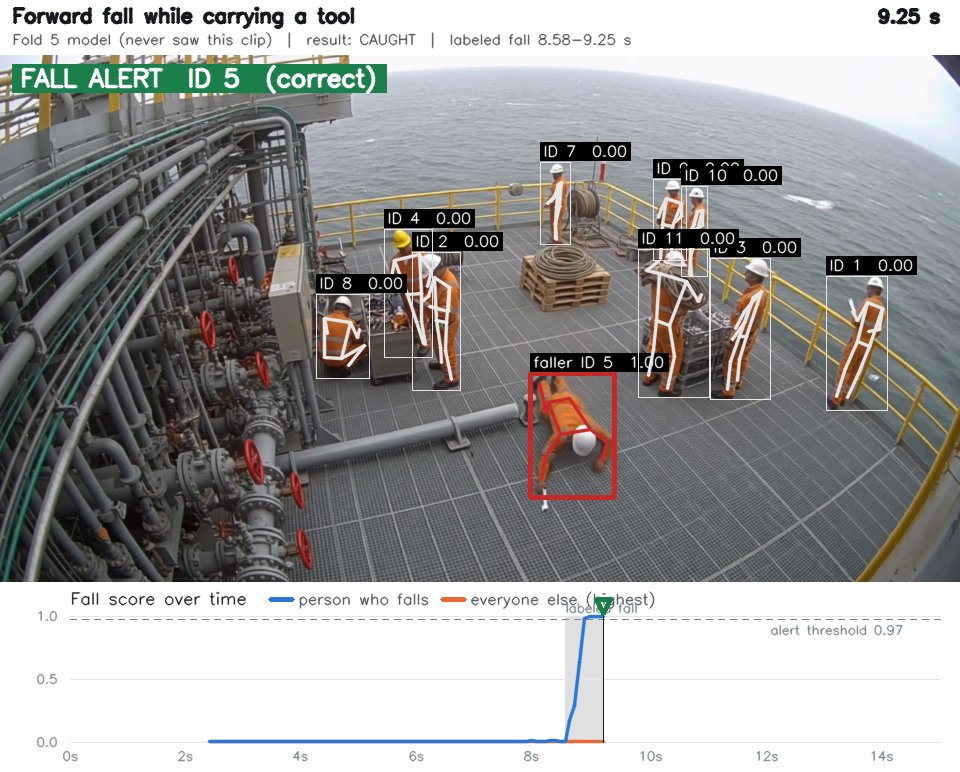 Forward fall while carrying a tool
9.25 s
Fold 5 model (never saw this clip) | result: CAUGHT | labeled fall 8.58–9.25 s
FALL ALERT ID 5 (correct)
ID 7 0.00
ID 10 0.00
ID 4 0.00
ID 2 0.00
ID 11 0.00
3 0.00
ID 1 0.00
ID 8 0.00
faller ID 5 1.00
Fall score over time
person who falls
everyone else (highest)
labeled fall
alert threshold 0.97
1.0
0.5
0.0
0s 2s 4s 6s 8s 10s 12s 14s